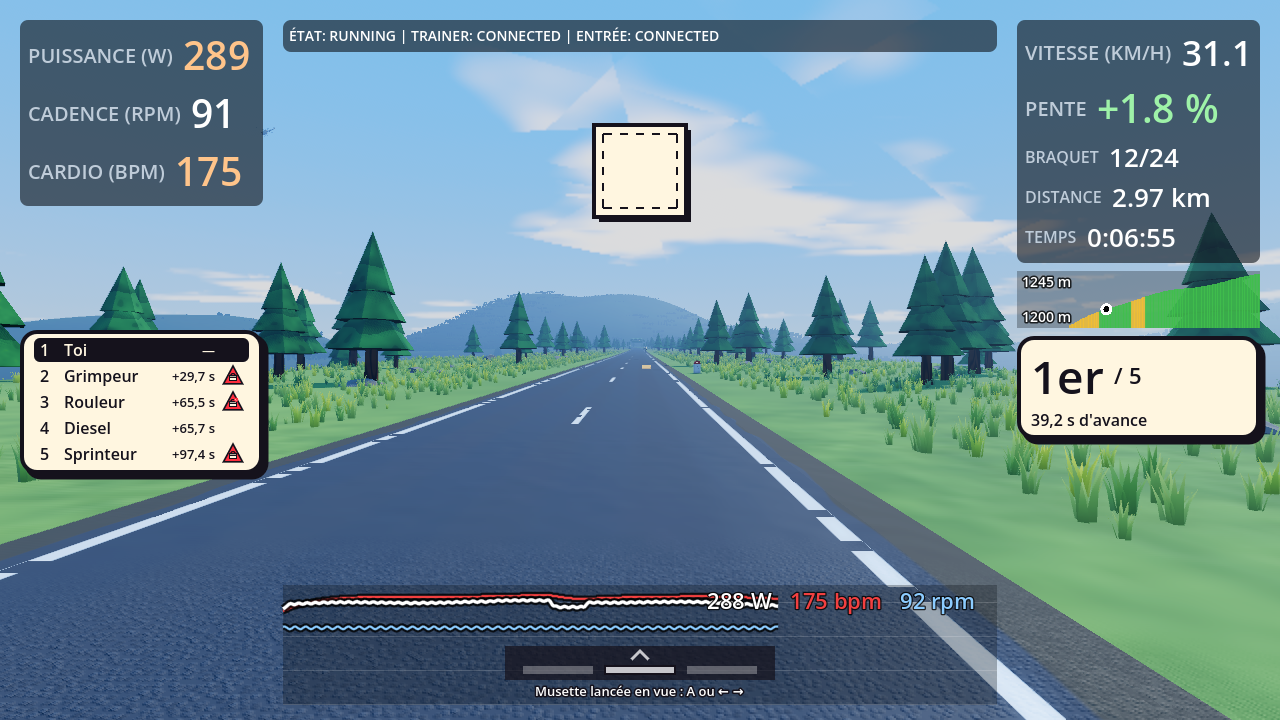 PUISSANCE (W) 289
CADENCE (RPM) 91
CARDIO (BPM) 175
ÉTAT: RUNNING | TRAINER: CONNECTED | ENTRÉE: CONNECTED
VITESSE (KM/H) 31.1
PENTE +1.8 %
BRAQUET 12/24
DISTANCE 2.97 km
TEMPS 0:06:55
1245 m
1200 m
1 Toi —
2 Grimpeur +29,7 s
3 Rouleur +65,5 s
4 Diesel +65,7 s
5 Sprinteur +97,4 s
1er / 5
39,2 s d'avance
288 W 175 bpm 92 rpm
Musette lancée en vue : A ou ← →